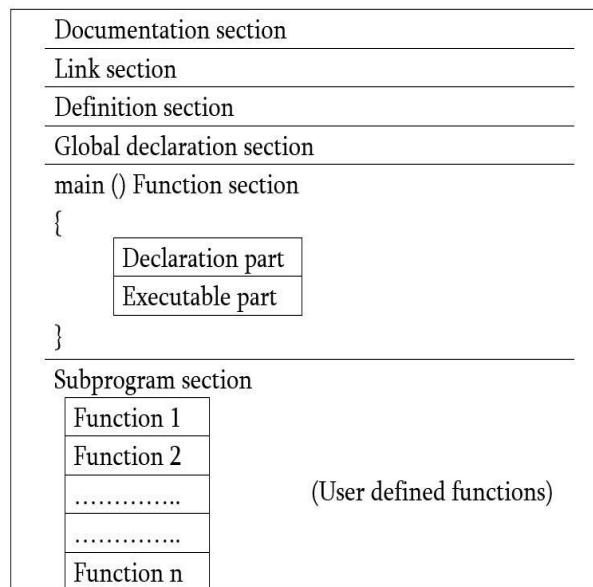 Documentation section
Link section
Definition section
Global declaration section
main () Function section
{
Declaration part
Executable part
}
Subprogram section
Function 1
Function 2
…………..
(User defined functions)
…………..
Function n